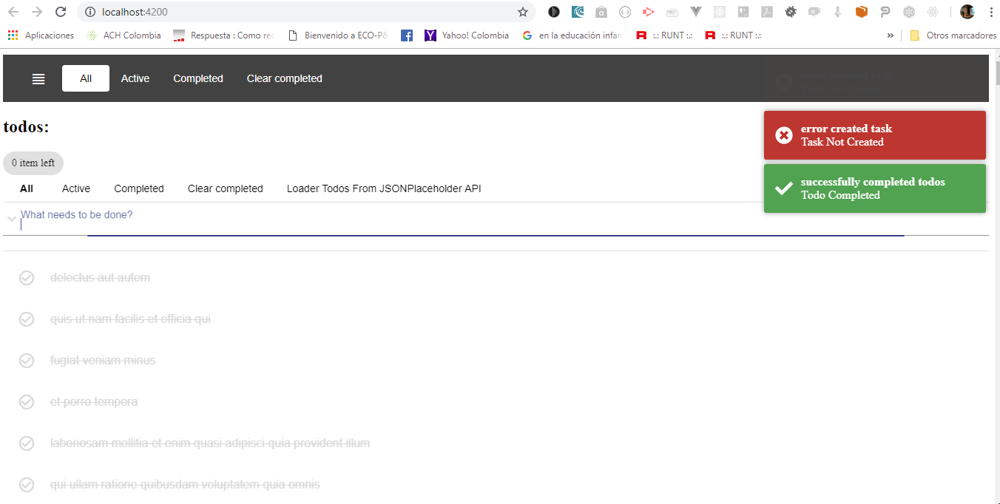 localhost:4200
Aplicaciones ACH Colombia Respuesta : Como rec Bienvenido a ECO-P& Yahoo! Colombia en la educación infan :.: RUNT :.: :.: RUNT :.: » Otros marcadores
All Active Completed Clear completed
todos:
error created task
Task Not Created
0 item left
successfully completed todos
Todo Completed
All Active Completed Clear completed Loader Todos From JSONPlaceholder API
What needs to be done?
delectus aut autem
quis ut nam facilis et officia qui
fugiat veniam minus
et porro tempora
laboriosam mollitia et enim quasi adipisci quia provident illum
qui ullam ratione quibusdam voluptatem quia omnis